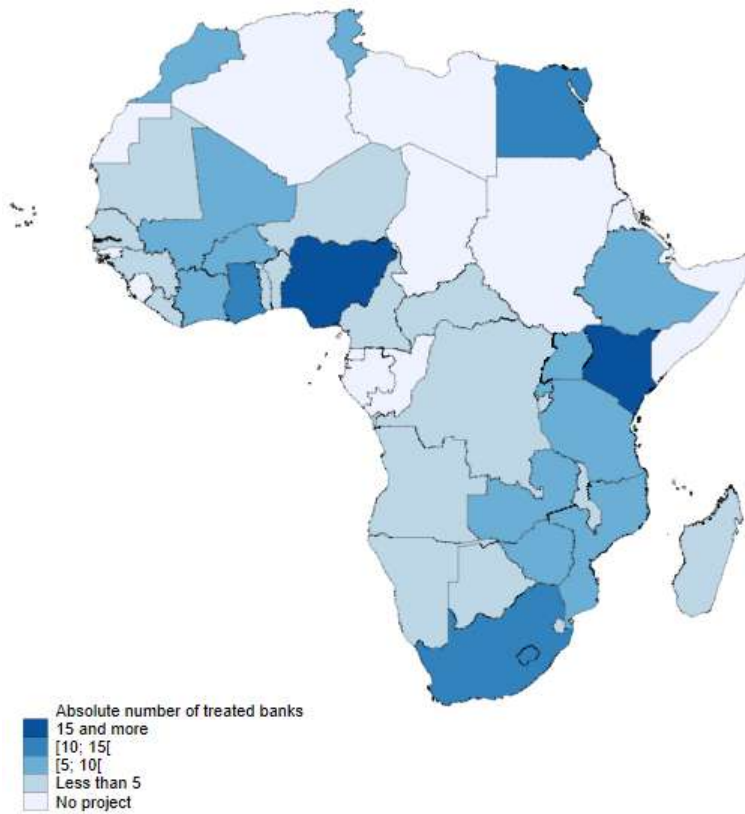 Absolute number of treated banks
15 and more
[10; 15[
[5; 10[
Less than 5
No project